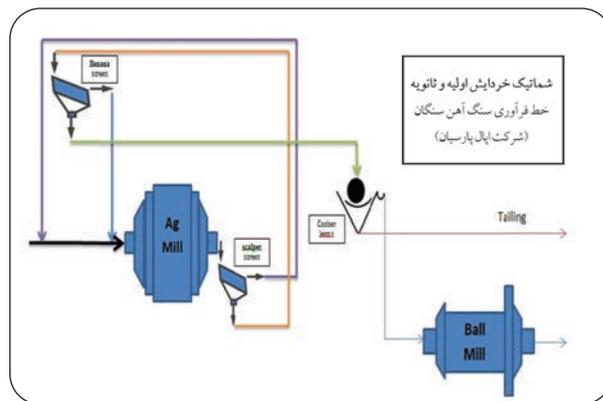 Banana
screen
شماتیک خردایش اولیه و ثانویه
خط فرآوری سنگ آهن سنگان
(شرکت اپال پارسیان)
Ag
Mill
scalper
screen
Tailing
Ball
Mill